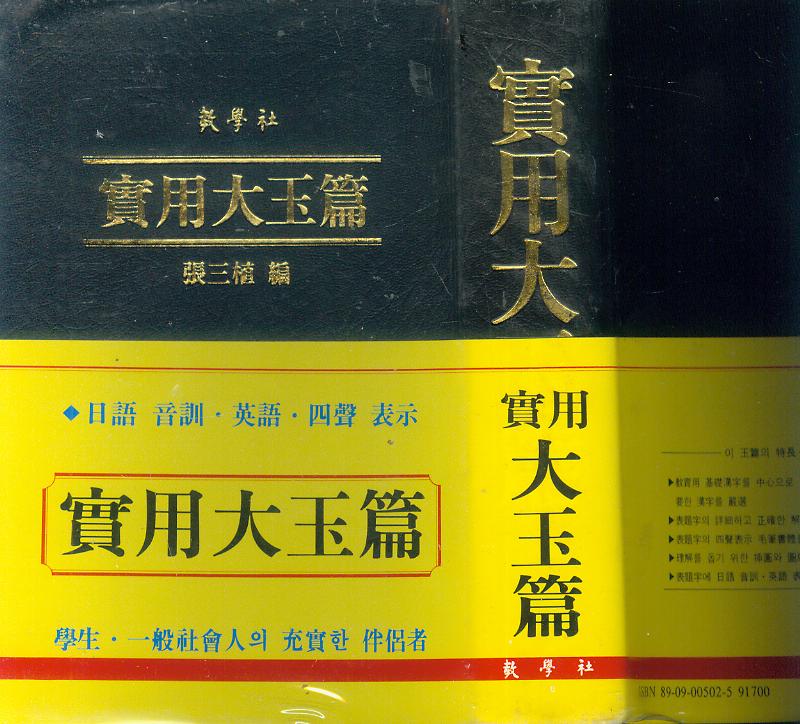 敎學社
實用大玉篇
張三植 編
◆日語 音訓・英語・四聲 表示
實用大玉篇
學生・一般社會人의 充實한 伴侶者
實用大
實用
大玉篇
敎學社
이 玉篇의 特長
▶敎育用 基礎漢字를 中心으로
要한 漢字를 嚴選
▶表題字의 詳細하고 正確한 解
▶表題字의 四聲表示 毛筆書體
▶理解를 돕기 위한 揷圖와 圖
▶表題字에 日語 音訓・英語 表
ISBN 89-09-00502-5 91700